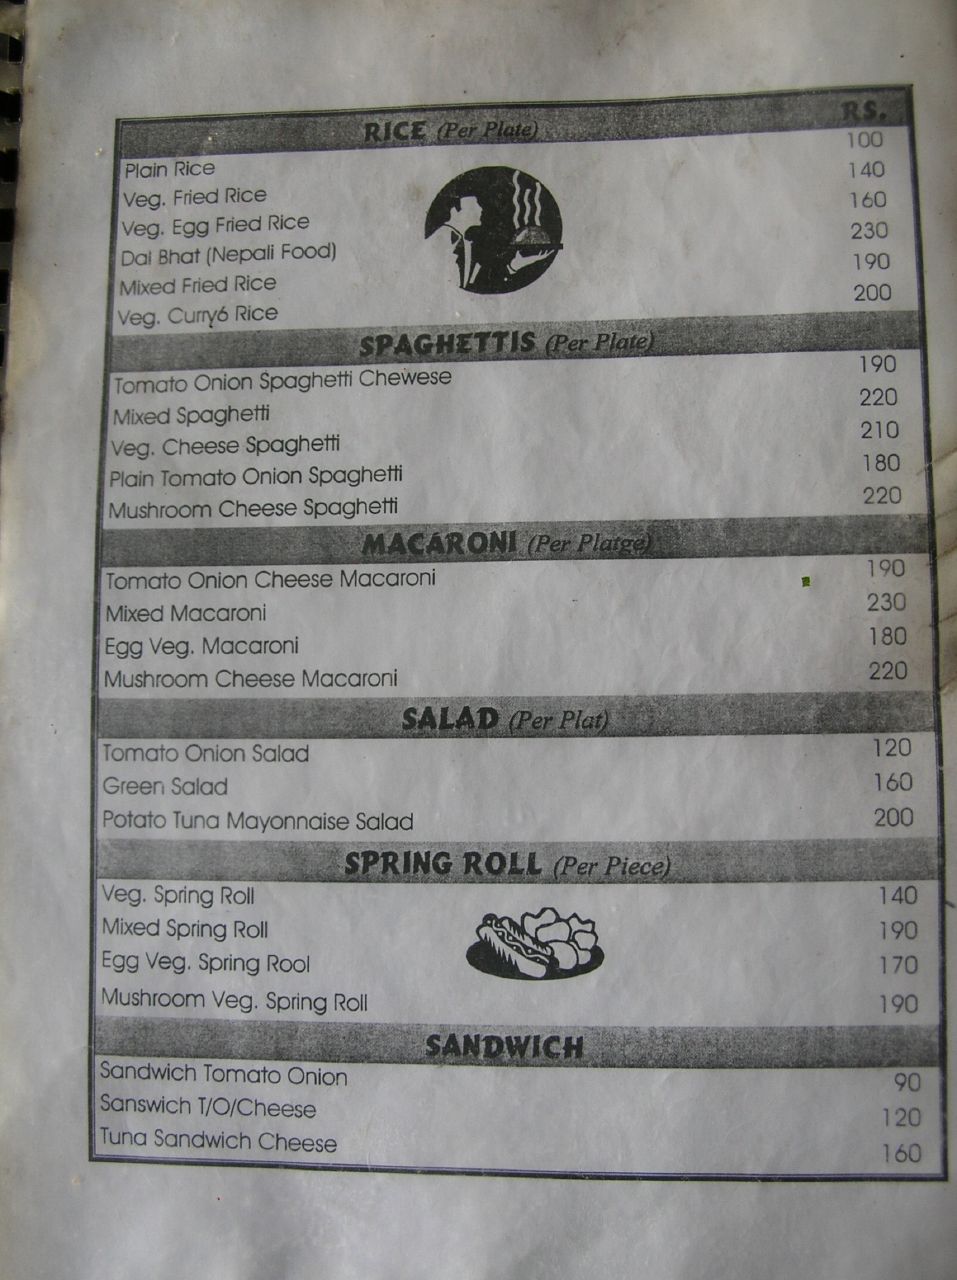 RICE (Per Plate) RS.
Plain Rice 100
Veg. Fried Rice 140
Veg. Egg Fried Rice 160
Dal Bhat (Nepali Food) 230
Mixed Fried Rice 190
Veg. Curry6 Rice 200
SPAGHETTIS (Per Plate)
Tomato Onion Spaghetti Chewese 190
Mixed Spaghetti 220
Veg. Cheese Spaghetti 210
Plain Tomato Onion Spaghetti 180
Mushroom Cheese Spaghetti 220
MACARONI (Per Platge)
Tomato Onion Cheese Macaroni 190
Mixed Macaroni 230
Egg Veg. Macaroni 180
Mushroom Cheese Macaroni 220
SALAD (Per Plat)
Tomato Onion Salad 120
Green Salad 160
Potato Tuna Mayonnaise Salad 200
SPRING ROLL (Per Piece)
Veg. Spring Roll 140
Mixed Spring Roll 190
Egg Veg. Spring Rool 170
Mushroom Veg. Spring Roll 190
SANDWICH
Sandwich Tomato Onion 90
Sanswich T/O/Cheese 120
Tuna Sandwich Cheese 160